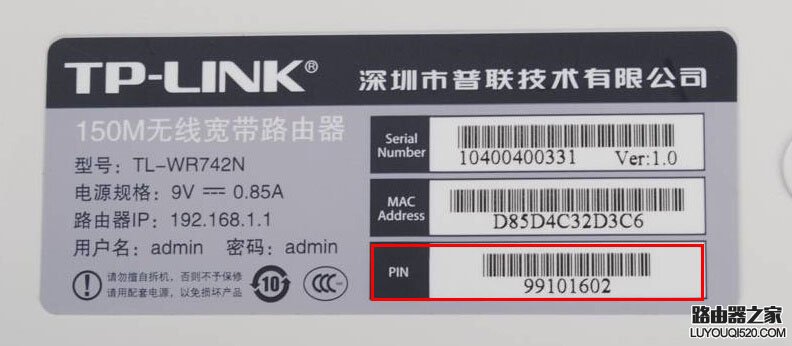 TP-LINK®
深圳市普联技术有限公司
150M无线宽带路由器
型号: TL-WR742N
电源规格: 9V 0.85A
路由器IP: 192.168.1.1
用户名: admin 密码: admin
请勿擅自拆机, 否则不予保修
请用配套电源, 以免损坏产品
10
CCC
Serial Number
10400400331 Ver:1.0
MAC Address
D85D4C32D3C6
PIN
99101602
路由器之家
LUYOUQI520.COM